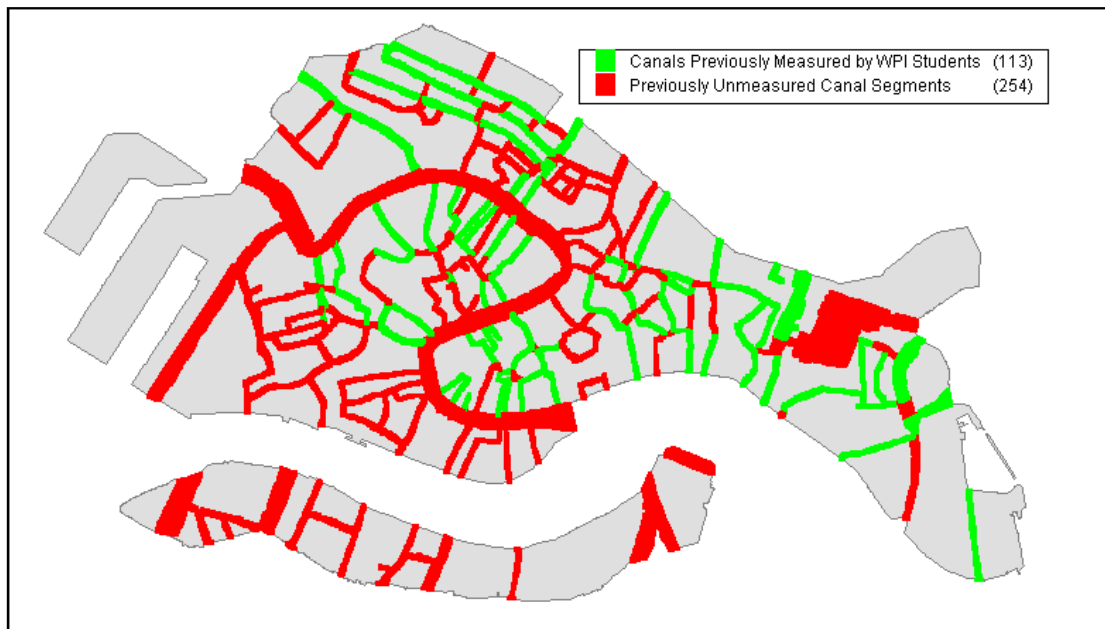 Canals Previously Measured by WPI Students (113)
Previously Unmeasured Canal Segments (254)